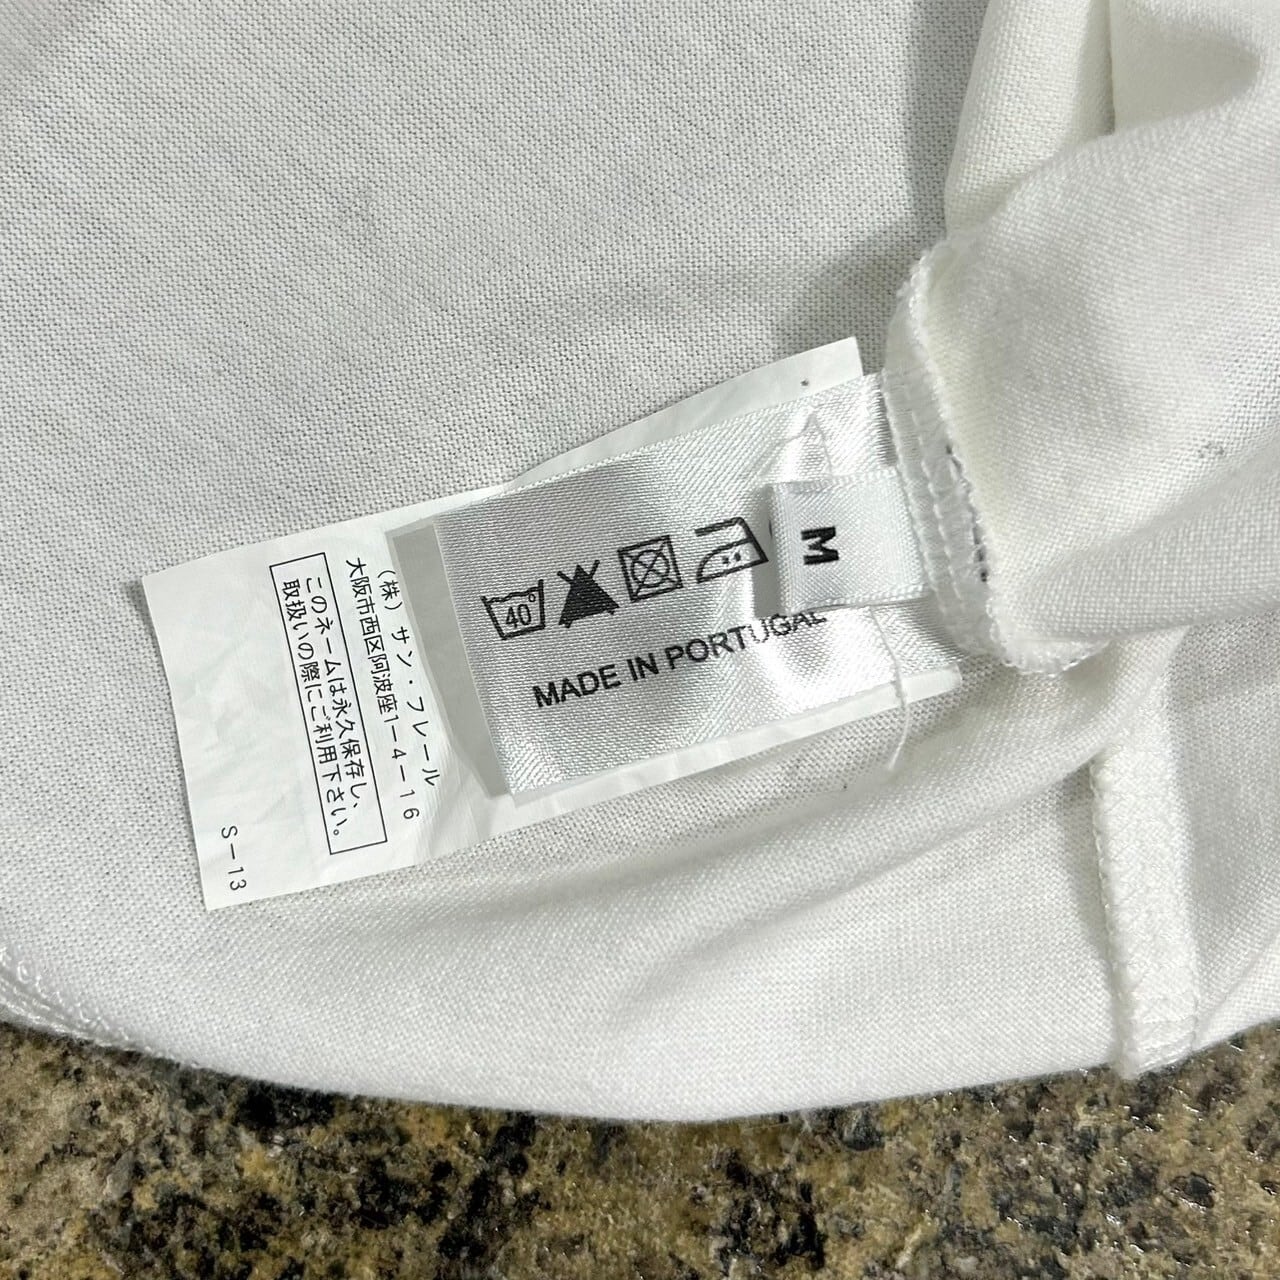 40°
M
MADE IN PORTUGAL
(株) サン・フレール
大阪市西区阿波座1-4-16
このネームは永久保存し、
取扱いの際にご利用下さい。
S-13